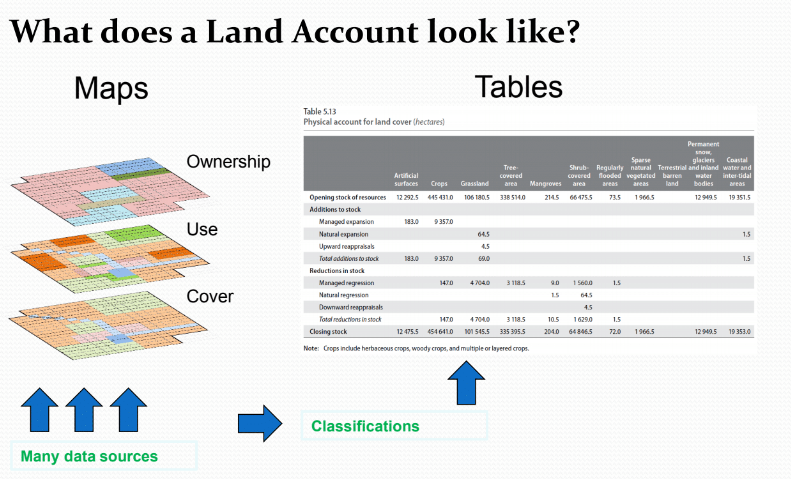 What does a Land Account look like?
Maps
Tables
Ownership
Use
Cover
Many data sources
Table 5.13
Physical account for land cover (hectares)
Artificial surfaces Crops Grassland Tree-covered area Mangroves Shrub-covered area Regularly flooded areas Sparse natural vegetated areas Terrestrial barren land Permanent snow, glaciers and inland water bodies Coastal water and inter-tidal areas
Opening stock of resources 12 292.5 445 431.0 106 180.5 338 514.0 214.5 66 475.5 73.5 1 966.5 12 949.5 19 351.5
Additions to stock
Managed expansion 183.0 9 357.0
Natural expansion 64.5 1.5
Upward reappraisals 4.5
Total additions to stock 183.0 9 357.0 69.0 1.5
Reductions in stock
Managed regression 147.0 4 704.0 3 118.5 9.0 1 560.0 1.5
Natural regression 1.5 64.5
Downward reappraisals 4.5
Total reductions in stock 147.0 4 704.0 3 118.5 10.5 1 629.0 1.5
Closing stock 12 475.5 454 641.0 101 545.5 335 395.5 204.0 64 846.5 72.0 1 966.5 12 949.5 19 353.0
Note: Crops include herbaceous crops, woody crops, and multiple or layered crops.
Classifications